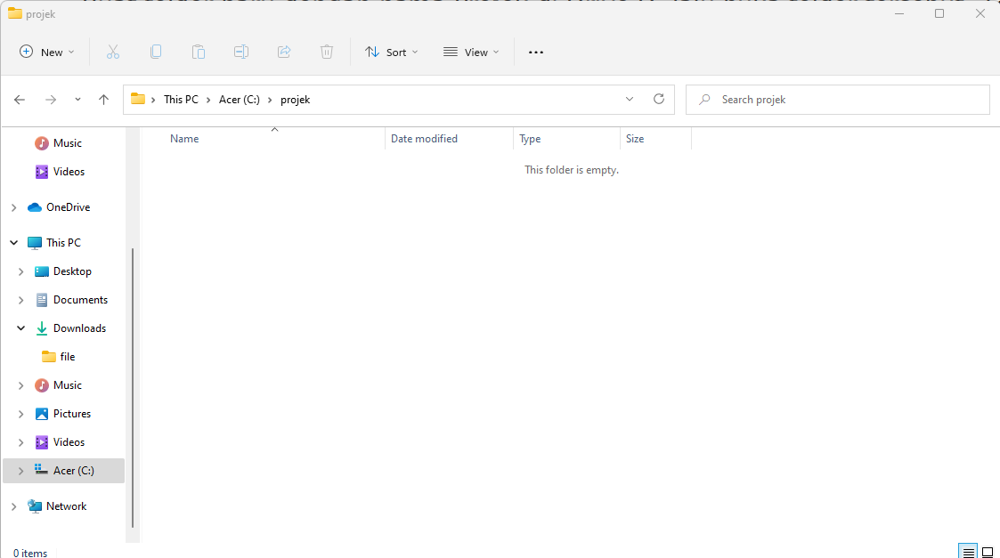 projek
New
Sort
View
This PC
Acer (C:)
projek
Search projek
Name
Date modified
Type
Size
This folder is empty.
Music
Videos
OneDrive
This PC
Desktop
Documents
Downloads
file
Music
Pictures
Videos
Acer (C:)
Network
0 items